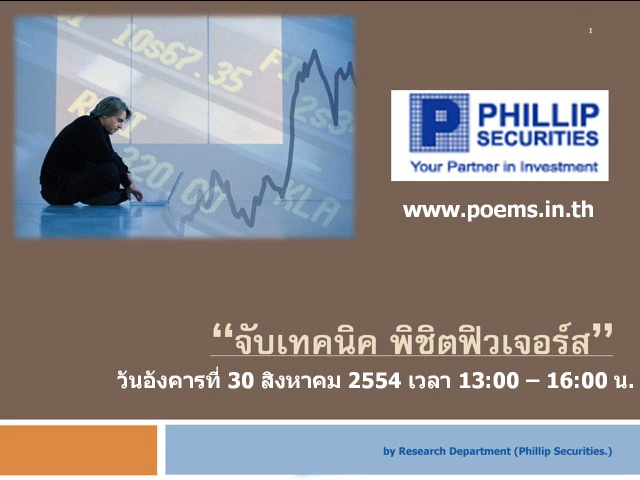 1
10s67.35
PHILLIP
SECURITIES
Your Partner in Investment
www.poems.in.th
“จับเทคนิค พิชิตฟิวเจอร์ส”
วันอังคารที่ 30 สิงหาคม 2554 เวลา 13:00 – 16:00 น.
by Research Department (Phillip Securities.)